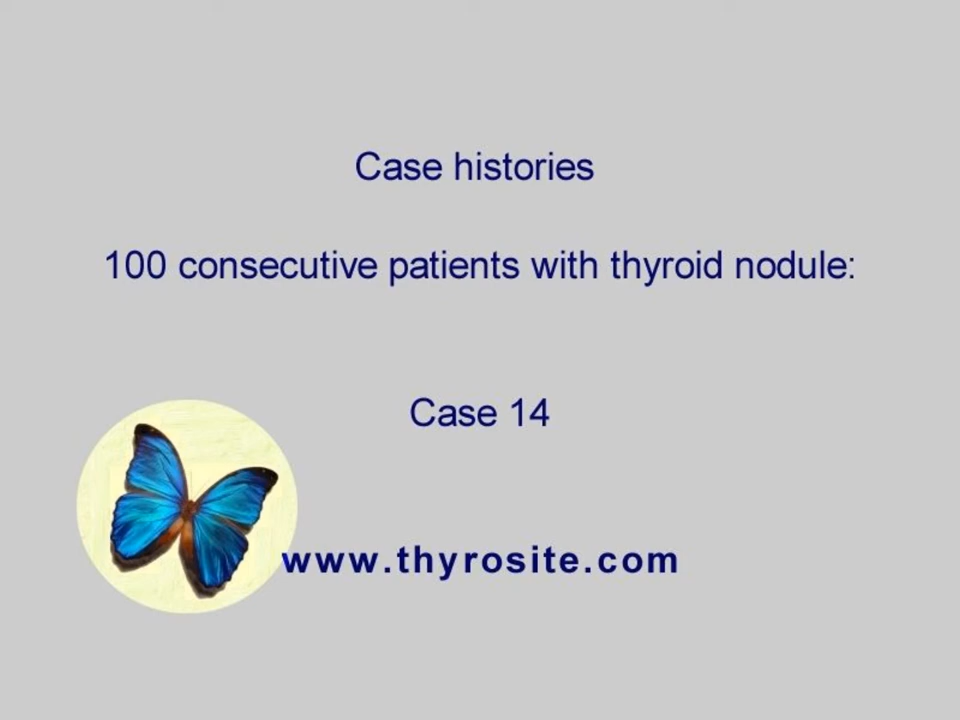 Case histories
100 consecutive patients with thyroid nodule:
Case 14
www.thyrosite.com